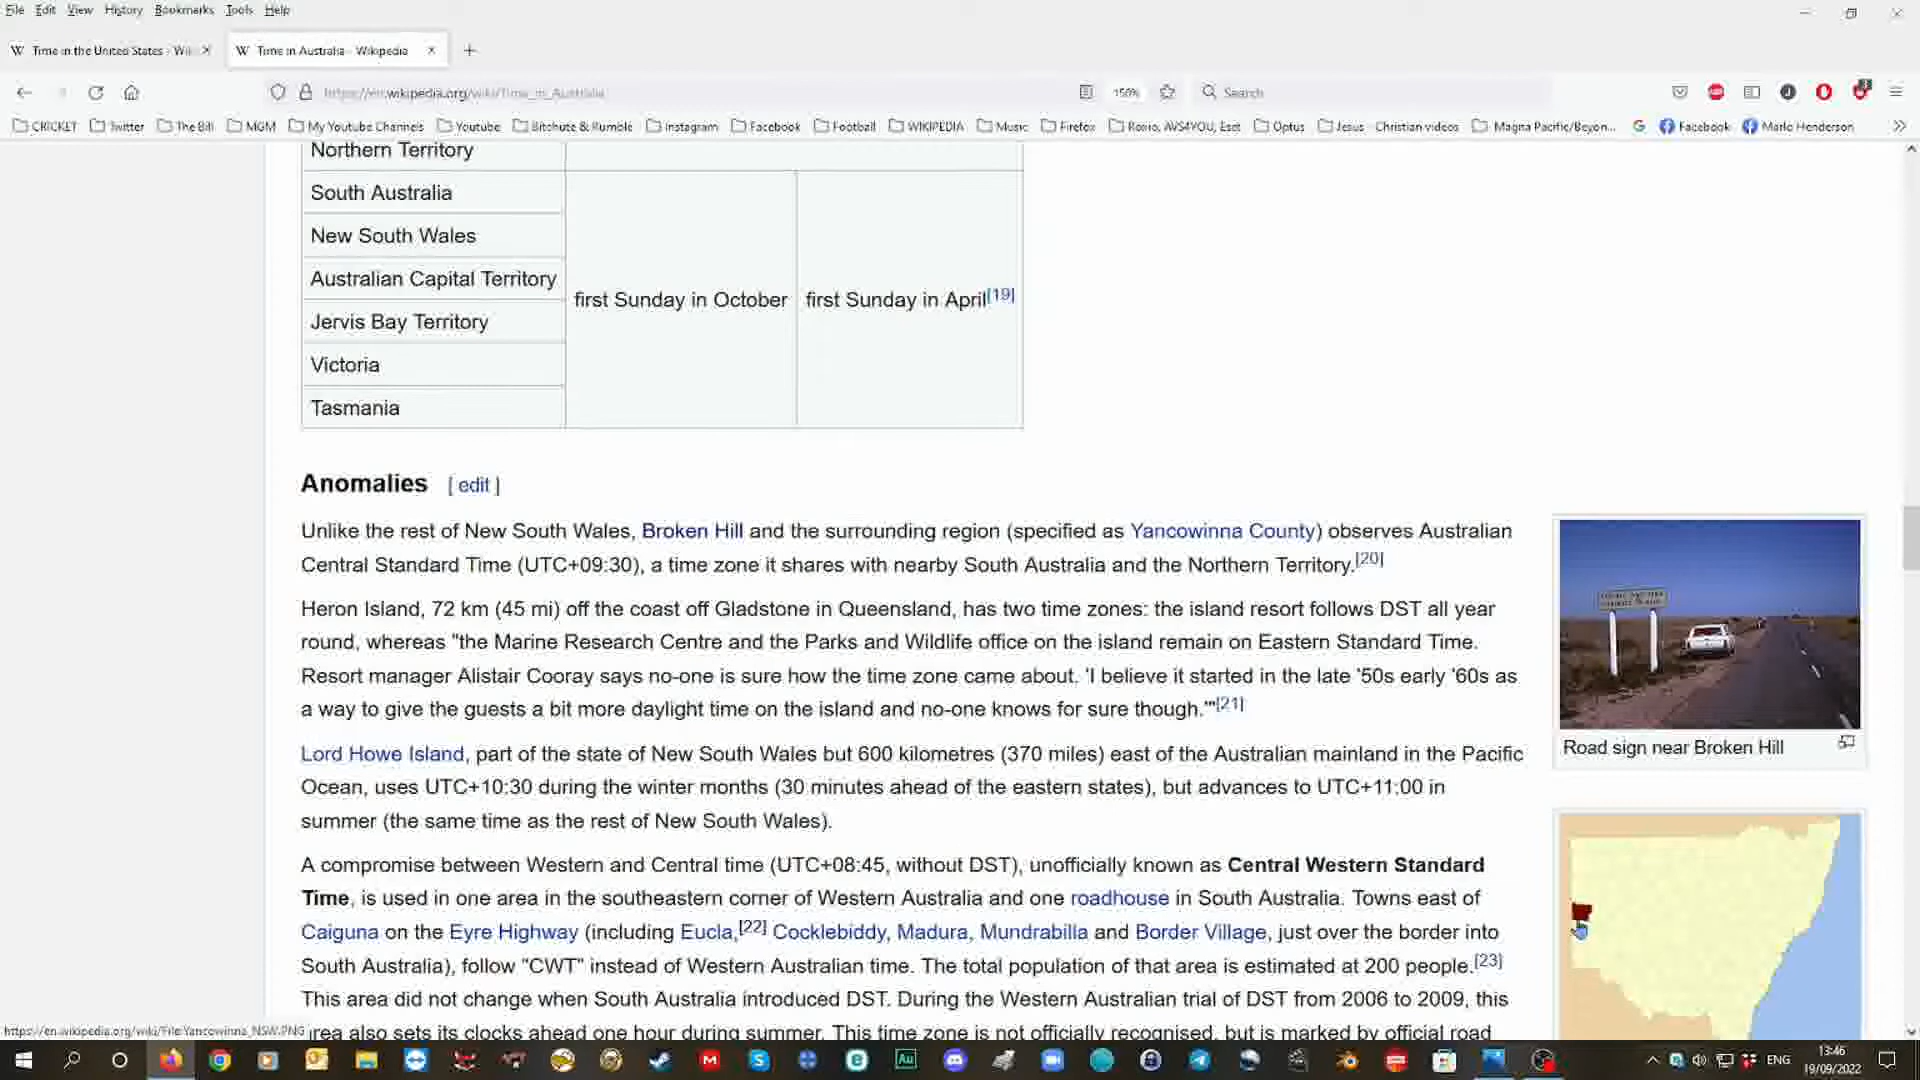 File Edit View History Bookmarks Tools Help
Time in the United States - Wi
Time in Australia - Wikipedia
https://en.wikipedia.org/wiki/Time_in_Australia
150%
Search
CRICKET Twitter The Bill MGM My Youtube Channels Youtube Bitchute & Rumble Instagram Facebook Football WIKIPEDIA Music Firefox Roxio, AVS4YOU, Eset Optus Jesus - Christian videos Magna Pacific/Beyon... Facebook Marlo Henderson
Northern Territory
South Australia
New South Wales
Australian Capital Territory
first Sunday in October first Sunday in April[19]
Jervis Bay Territory
Victoria
Tasmania
Anomalies [ edit ]
Unlike the rest of New South Wales, Broken Hill and the surrounding region (specified as Yancowinna County) observes Australian
Central Standard Time (UTC+09:30), a time zone it shares with nearby South Australia and the Northern Territory.[20]
Heron Island, 72 km (45 mi) off the coast off Gladstone in Queensland, has two time zones: the island resort follows DST all year
round, whereas "the Marine Research Centre and the Parks and Wildlife office on the island remain on Eastern Standard Time.
Resort manager Alistair Cooray says no-one is sure how the time zone came about. 'I believe it started in the late '50s early '60s as
a way to give the guests a bit more daylight time on the island and no-one knows for sure though.'"[21]
Road sign near Broken Hill
Lord Howe Island, part of the state of New South Wales but 600 kilometres (370 miles) east of the Australian mainland in the Pacific
Ocean, uses UTC+10:30 during the winter months (30 minutes ahead of the eastern states), but advances to UTC+11:00 in
summer (the same time as the rest of New South Wales).
A compromise between Western and Central time (UTC+08:45, without DST), unofficially known as Central Western Standard
Time, is used in one area in the southeastern corner of Western Australia and one roadhouse in South Australia. Towns east of
Caiguna on the Eyre Highway (including Eucla,[22] Cocklebiddy, Madura, Mundrabilla and Border Village, just over the border into
South Australia), follow "CWT" instead of Western Australian time. The total population of that area is estimated at 200 people.[23]
This area did not change when South Australia introduced DST. During the Western Australian trial of DST from 2006 to 2009, this
area also sets its clocks ahead one hour during summer. This time zone is not officially recognised, but is marked by official road
https://en.wikipedia.org/wiki/File:Yancowinna_NSW.PNG
ENG
13:46
19/09/2022